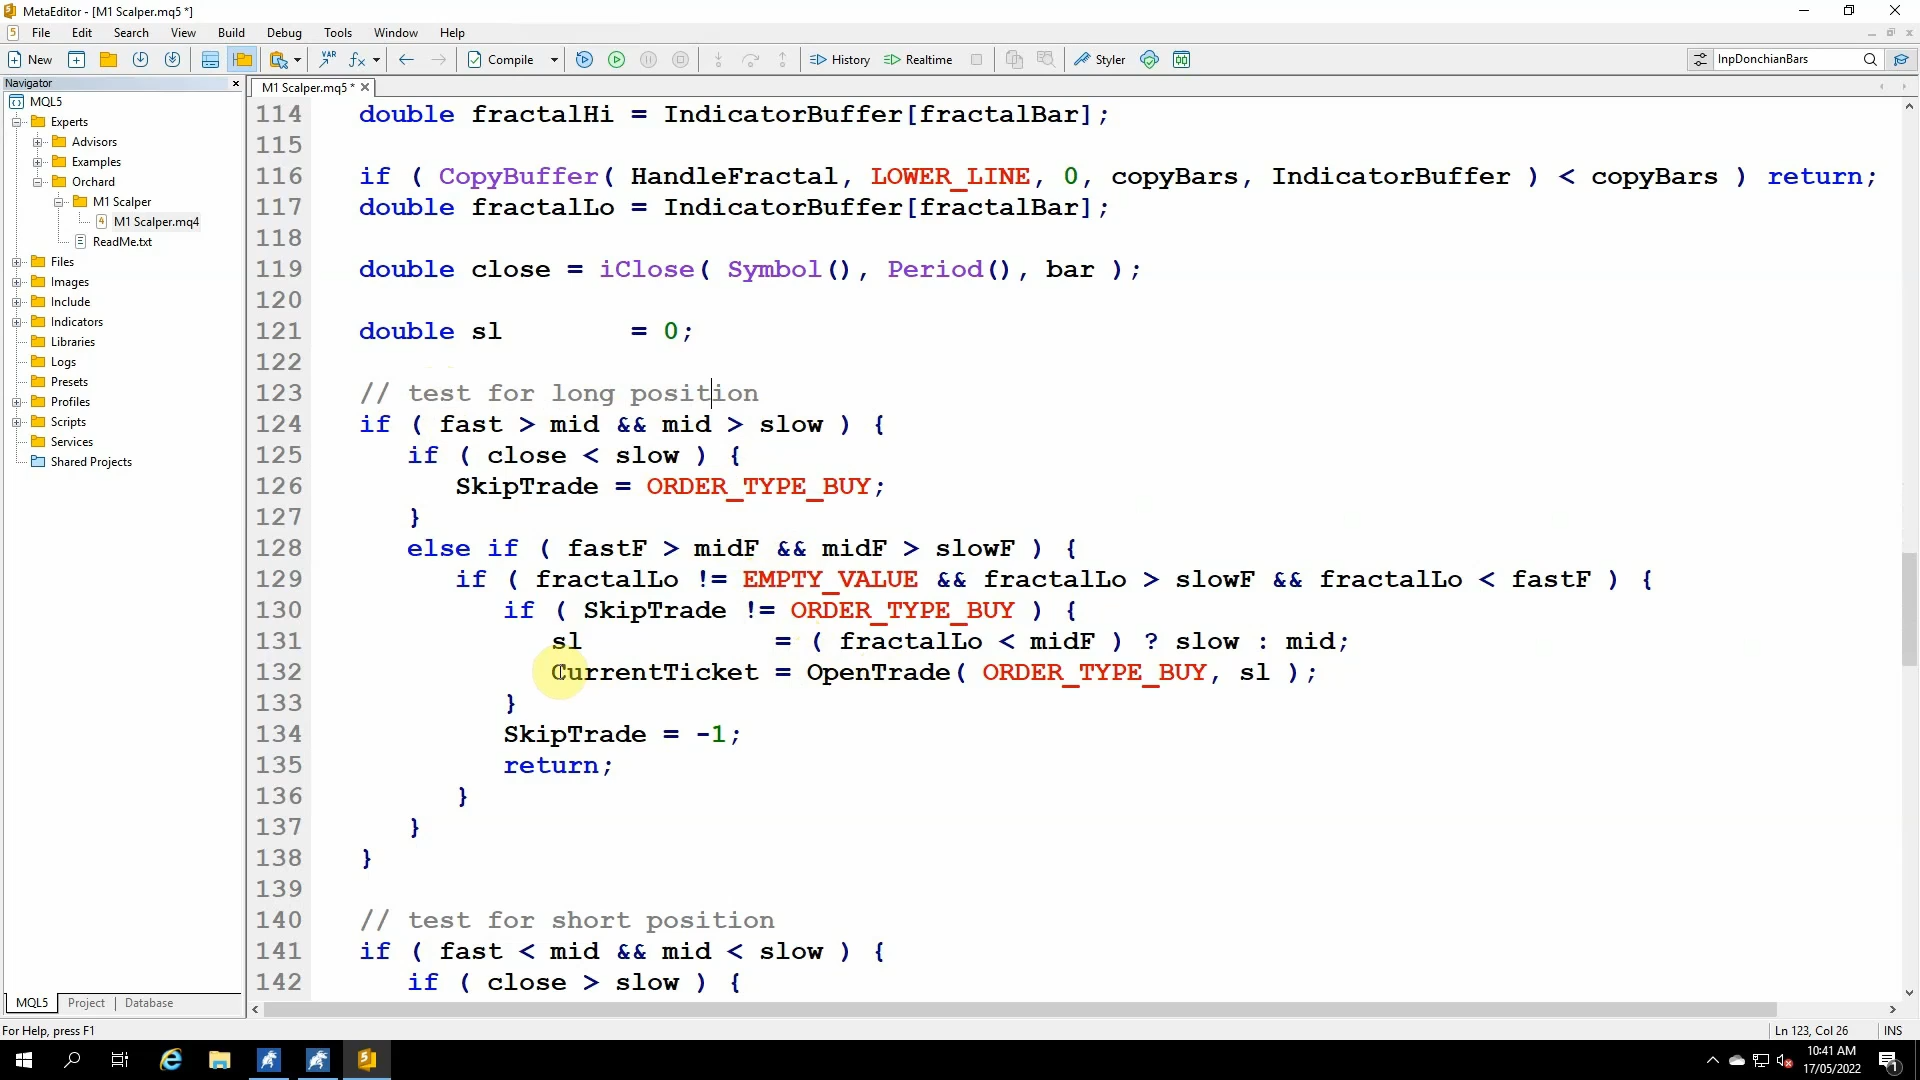 MetaEditor - [M1 Scalper.mq5 *]
File Edit Search View Build Debug Tools Window Help
New Compile History Realtime Styler InpDonchianBars
Navigator
M1 Scalper.mq5 *
MQL5
Experts
Advisors
Examples
Orchard
M1 Scalper
M1 Scalper.mq4
ReadMe.txt
Files
Images
Include
Indicators
Libraries
Logs
Presets
Profiles
Scripts
Services
Shared Projects
114 double fractalHi = IndicatorBuffer[fractalBar];
115
116 if ( CopyBuffer( HandleFractal, LOWER_LINE, 0, copyBars, IndicatorBuffer ) < copyBars ) return;
117 double fractalLo = IndicatorBuffer[fractalBar];
118
119 double close = iClose( Symbol(), Period(), bar );
120
121 double sl = 0;
122
123 // test for long position
124 if ( fast > mid && mid > slow ) {
125 if ( close < slow ) {
126 SkipTrade = ORDER_TYPE_BUY;
127 }
128 else if ( fastF > midF && midF > slowF ) {
129 if ( fractalLo != EMPTY_VALUE && fractalLo > slowF && fractalLo < fastF ) {
130 if ( SkipTrade != ORDER_TYPE_BUY ) {
131 sl = ( fractalLo < midF ) ? slow : mid;
132 CurrentTicket = OpenTrade( ORDER_TYPE_BUY, sl );
133 }
134 SkipTrade = -1;
135 return;
136 }
137 }
138 }
139
140 // test for short position
141 if ( fast < mid && mid < slow ) {
142 if ( close > slow ) {
MQL5 Project Database
For Help, press F1
Ln 123, Col 26 INS
10:41 AM
17/05/2022